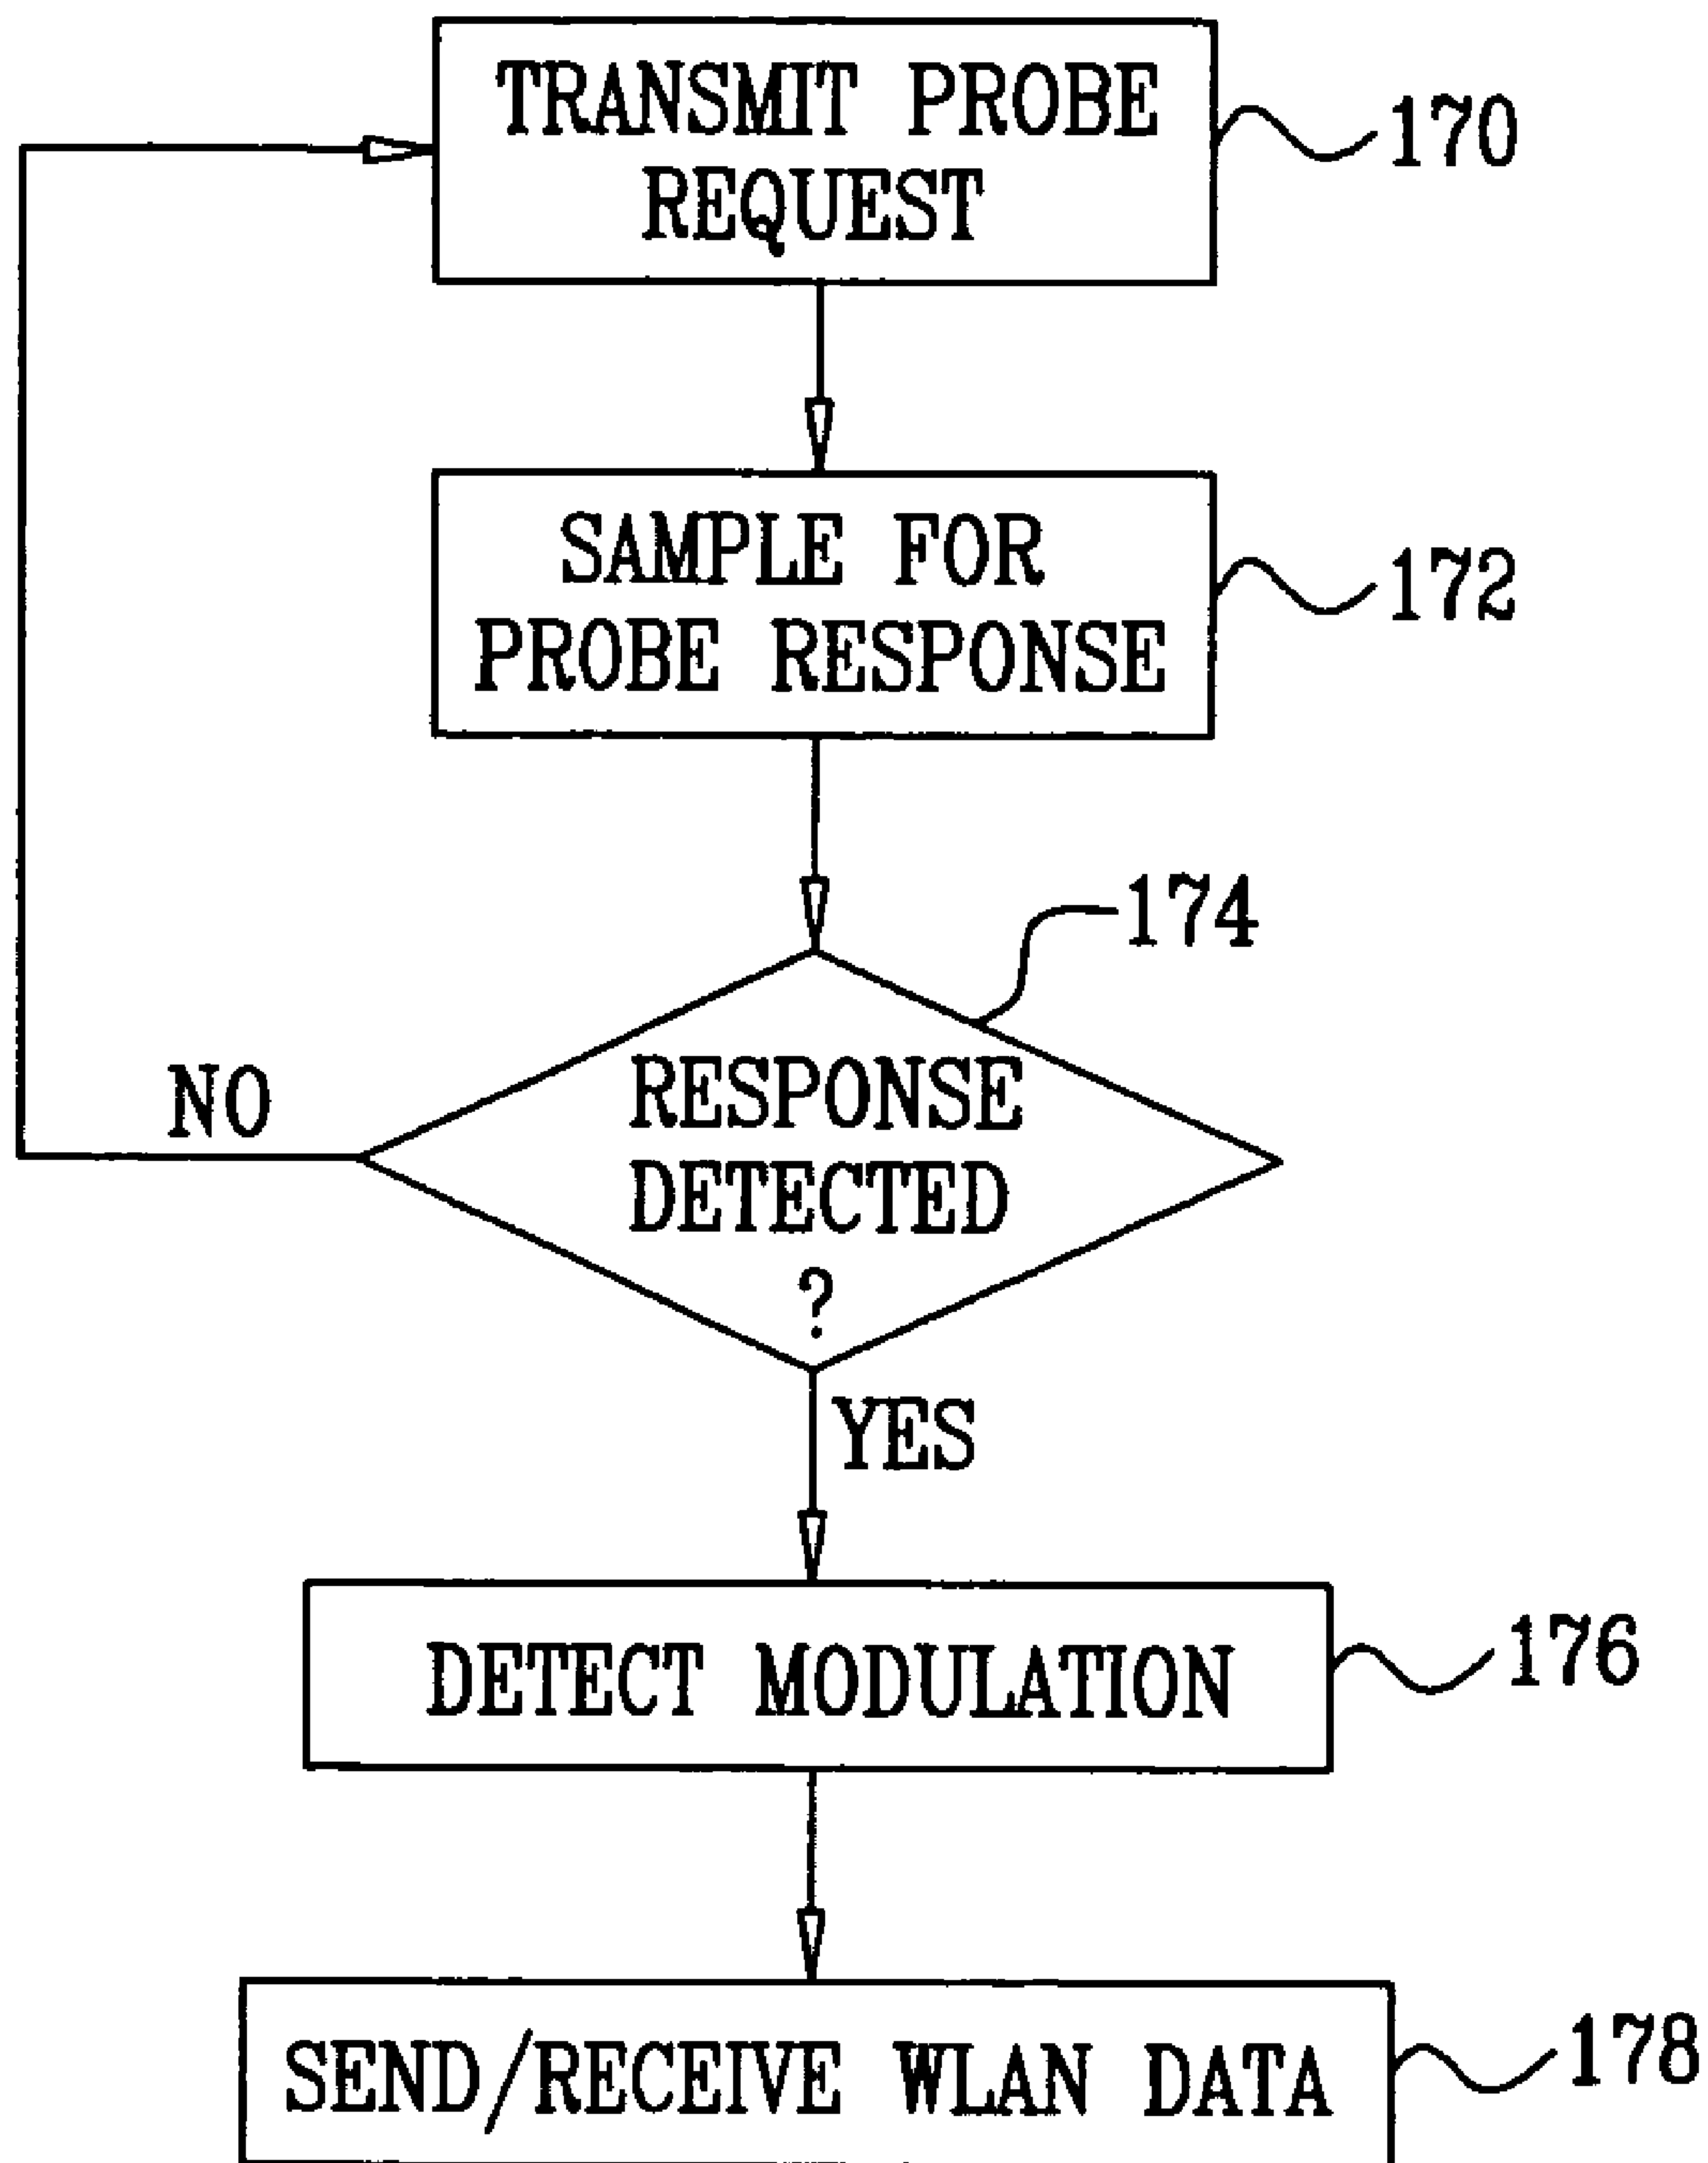 TRANSMIT PROBE
REQUEST
170
SAMPLE FOR
PROBE RESPONSE
172
174
NO
RESPONSE
DETECTED
?
YES
DETECT MODULATION
176
SEND/RECEIVE WLAN DATA
178